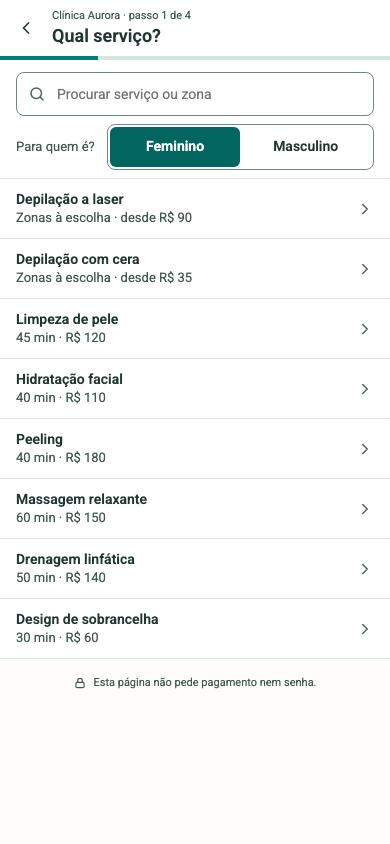 Clínica Aurora · passo 1 de 4
Qual serviço?
Procurar serviço ou zona
Para quem é?
Feminino
Masculino
Depilação a laser
Zonas à escolha · desde R$ 90
Depilação com cera
Zonas à escolha · desde R$ 35
Limpeza de pele
45 min · R$ 120
Hidratação facial
40 min · R$ 110
Peeling
40 min · R$ 180
Massagem relaxante
60 min · R$ 150
Drenagem linfática
50 min · R$ 140
Design de sobrancelha
30 min · R$ 60
Esta página não pede pagamento nem senha.